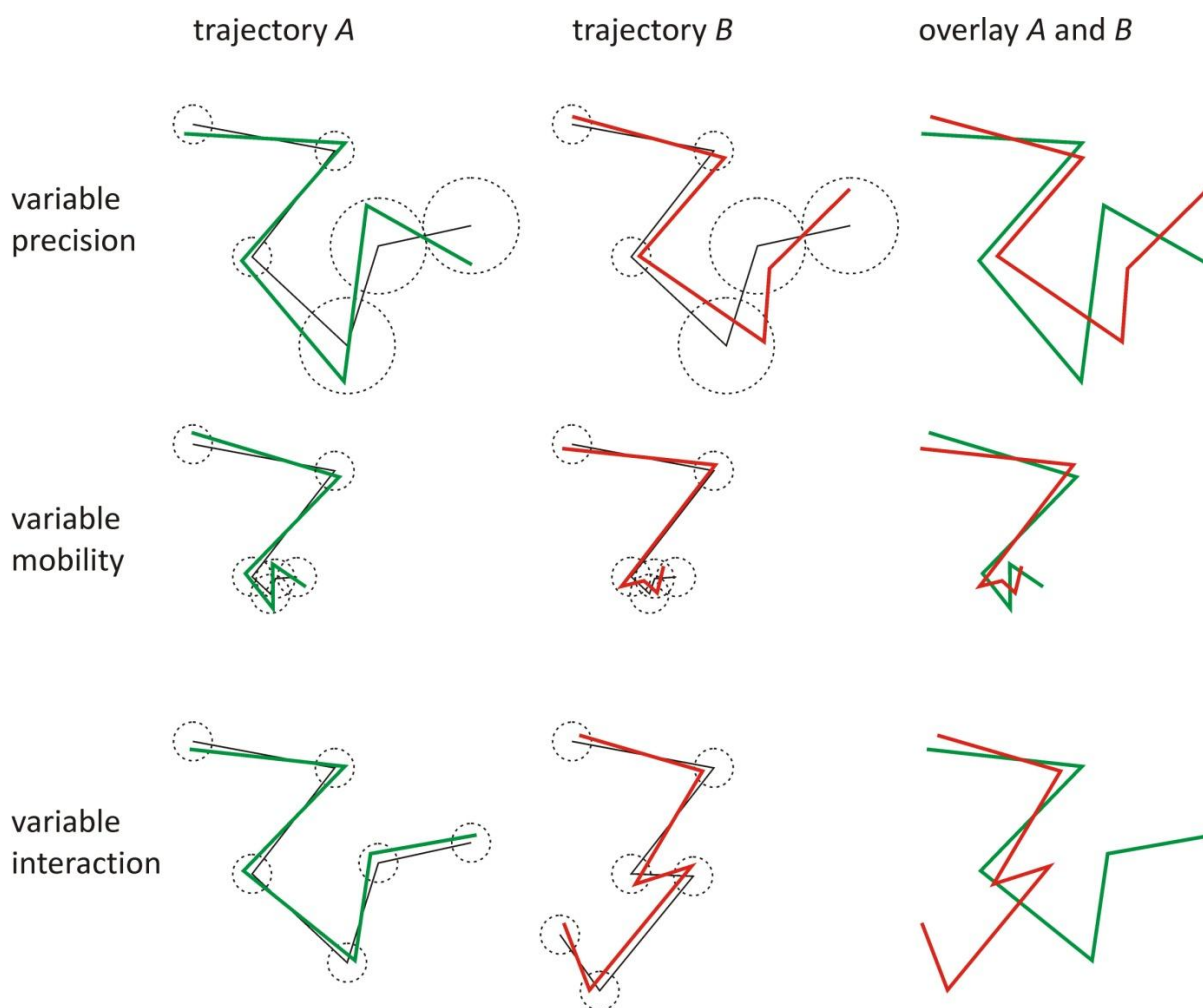 trajectory A
trajectory B
overlay A and B
variable
precision
variable
mobility
variable
interaction